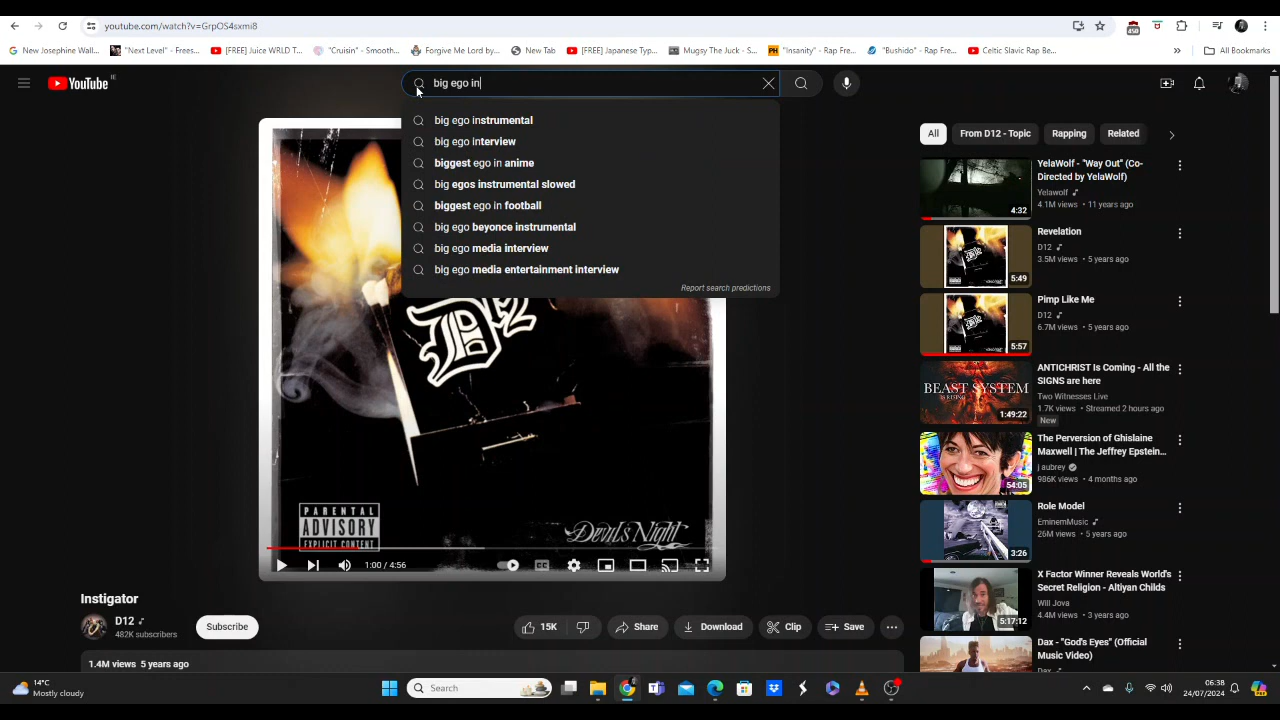 youtube.com/watch?v=GrpOS4sxmi8
450
New Josephine Wall...
"Next Level" - Frees...
[FREE] Juice WRLD T...
"Cruisin" - Smooth...
Forgive Me Lord by...
New Tab
[FREE] Japanese Typ...
Mugsy The Juck - S...
PH
"Insanity" - Rap Fre...
"Bushido" - Rap Fre...
Celtic Slavic Rap Be...
»
All Bookmarks
YouTube IE
big ego in
big ego instrumental
big ego interview
biggest ego in anime
big egos instrumental slowed
biggest ego in football
big ego beyonce instrumental
big ego media interview
big ego media entertainment interview
Report search predictions
D12
PARENTAL
ADVISORY
EXPLICIT CONTENT
Devil's Night
1:00 / 4:56
CC
Instigator
D12
482K subscribers
Subscribe
15K
Share
Download
Clip
Save
1.4M views 5 years ago
All
From D12 - Topic
Rapping
Related
YelaWolf - "Way Out" (Co-
Directed by YelaWolf)
Yelawolf
4.1M views • 11 years ago
4:32
Revelation
D12
3.5M views • 5 years ago
5:49
Pimp Like Me
D12
6.7M views • 5 years ago
5:57
ANTICHRIST Is Coming - All the
SIGNS are here
Two Witnesses Live
1.7K views • Streamed 2 hours ago
New
BEAST SYSTEM
IS RISING
1:49:22
The Perversion of Ghislaine
Maxwell | The Jeffrey Epstein...
j aubrey
986K views • 4 months ago
54:05
Role Model
EminemMusic
26M views • 5 years ago
3:26
X Factor Winner Reveals World's
Secret Religion - Altiyan Childs
Will Jova
4.4M views • 3 years ago
5:17:12
Dax - "God's Eyes" (Official
Music Video)
Dax
14°C
Mostly cloudy
Search
06:38
24/07/2024